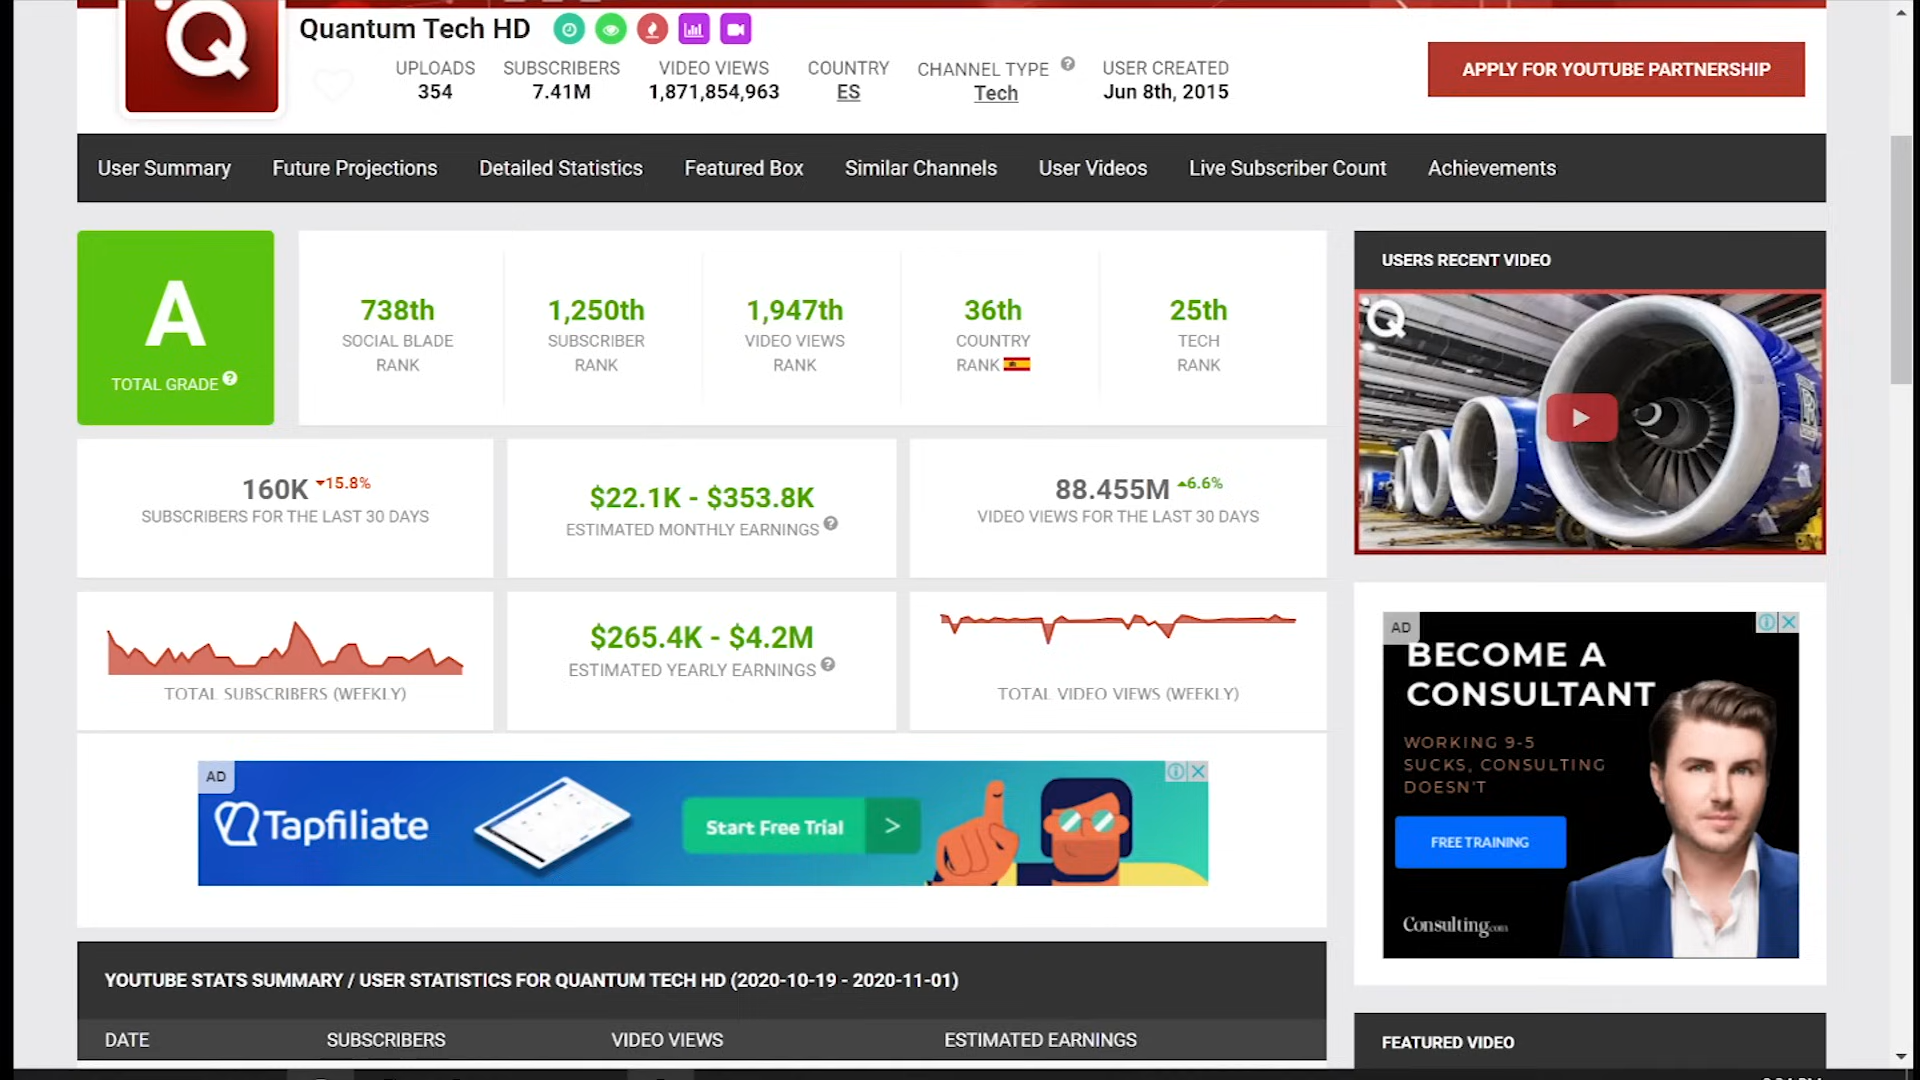 Quantum Tech HD
UPLOADS
354
SUBSCRIBERS
7.41M
VIDEO VIEWS
1,871,854,963
COUNTRY
ES
CHANNEL TYPE
Tech
USER CREATED
Jun 8th, 2015
APPLY FOR YOUTUBE PARTNERSHIP
User Summary
Future Projections
Detailed Statistics
Featured Box
Similar Channels
User Videos
Live Subscriber Count
Achievements
A
TOTAL GRADE
738th
SOCIAL BLADE
RANK
1,250th
SUBSCRIBER
RANK
1,947th
VIDEO VIEWS
RANK
36th
COUNTRY
RANK
25th
TECH
RANK
USERS RECENT VIDEO
Q
160K 15.8%
SUBSCRIBERS FOR THE LAST 30 DAYS
$22.1K - $353.8K
ESTIMATED MONTHLY EARNINGS
88.455M 6.6%
VIDEO VIEWS FOR THE LAST 30 DAYS
TOTAL SUBSCRIBERS (WEEKLY)
$265.4K - $4.2M
ESTIMATED YEARLY EARNINGS
TOTAL VIDEO VIEWS (WEEKLY)
AD
Tapfiliate
Start Free Trial >
AD
BECOME A
CONSULTANT
WORKING 9-5
SUCKS, CONSULTING
DOESN'T
FREE TRAINING
Consulting.com
YOUTUBE STATS SUMMARY / USER STATISTICS FOR QUANTUM TECH HD (2020-10-19 - 2020-11-01)
DATE
SUBSCRIBERS
VIDEO VIEWS
ESTIMATED EARNINGS
FEATURED VIDEO